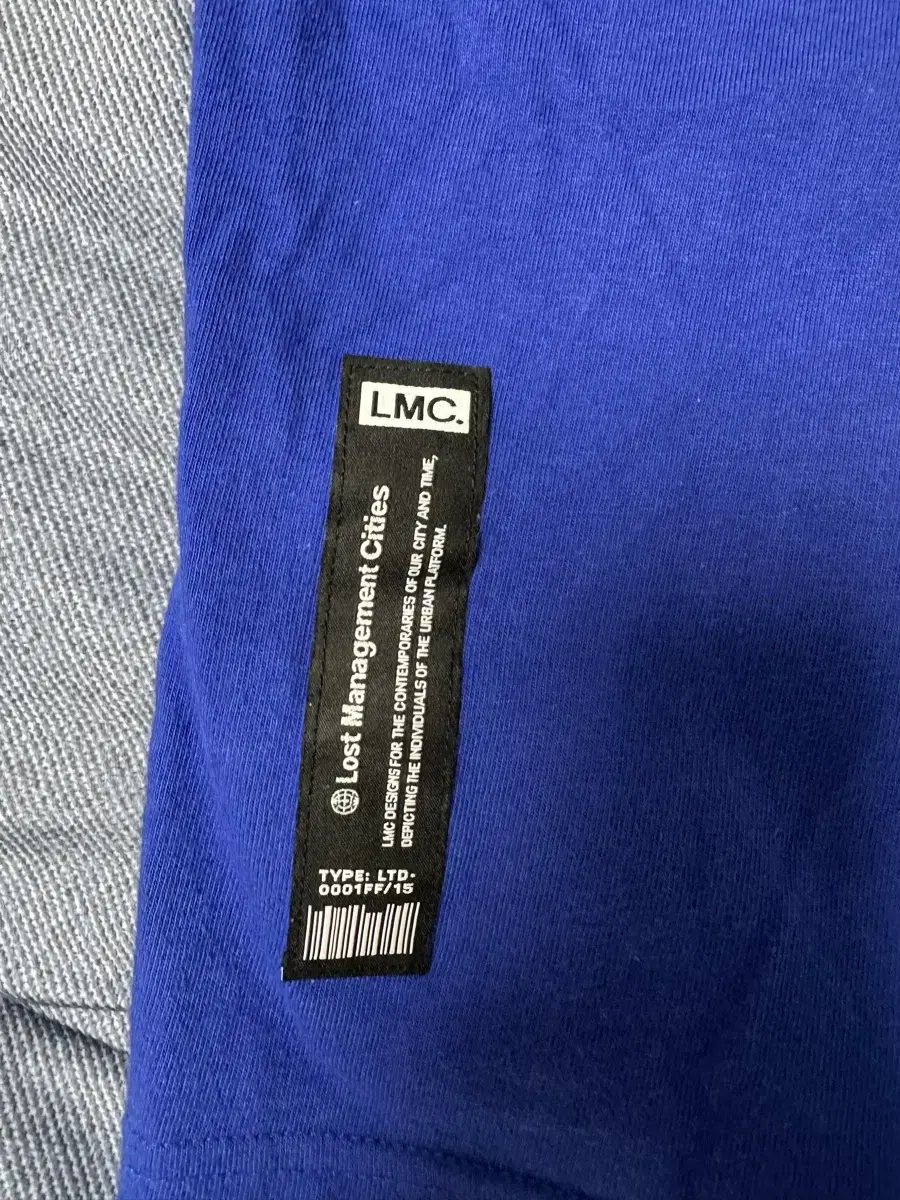 LMC.
Lost Management Cities
LMC DESIGNS FOR THE CONTEMPORARIES OF OUR CITY AND TIME,
DEPICTING THE INDIVIDUALS OF THE URBAN PLATFORM.
TYPE: LTD-
0001FF/15